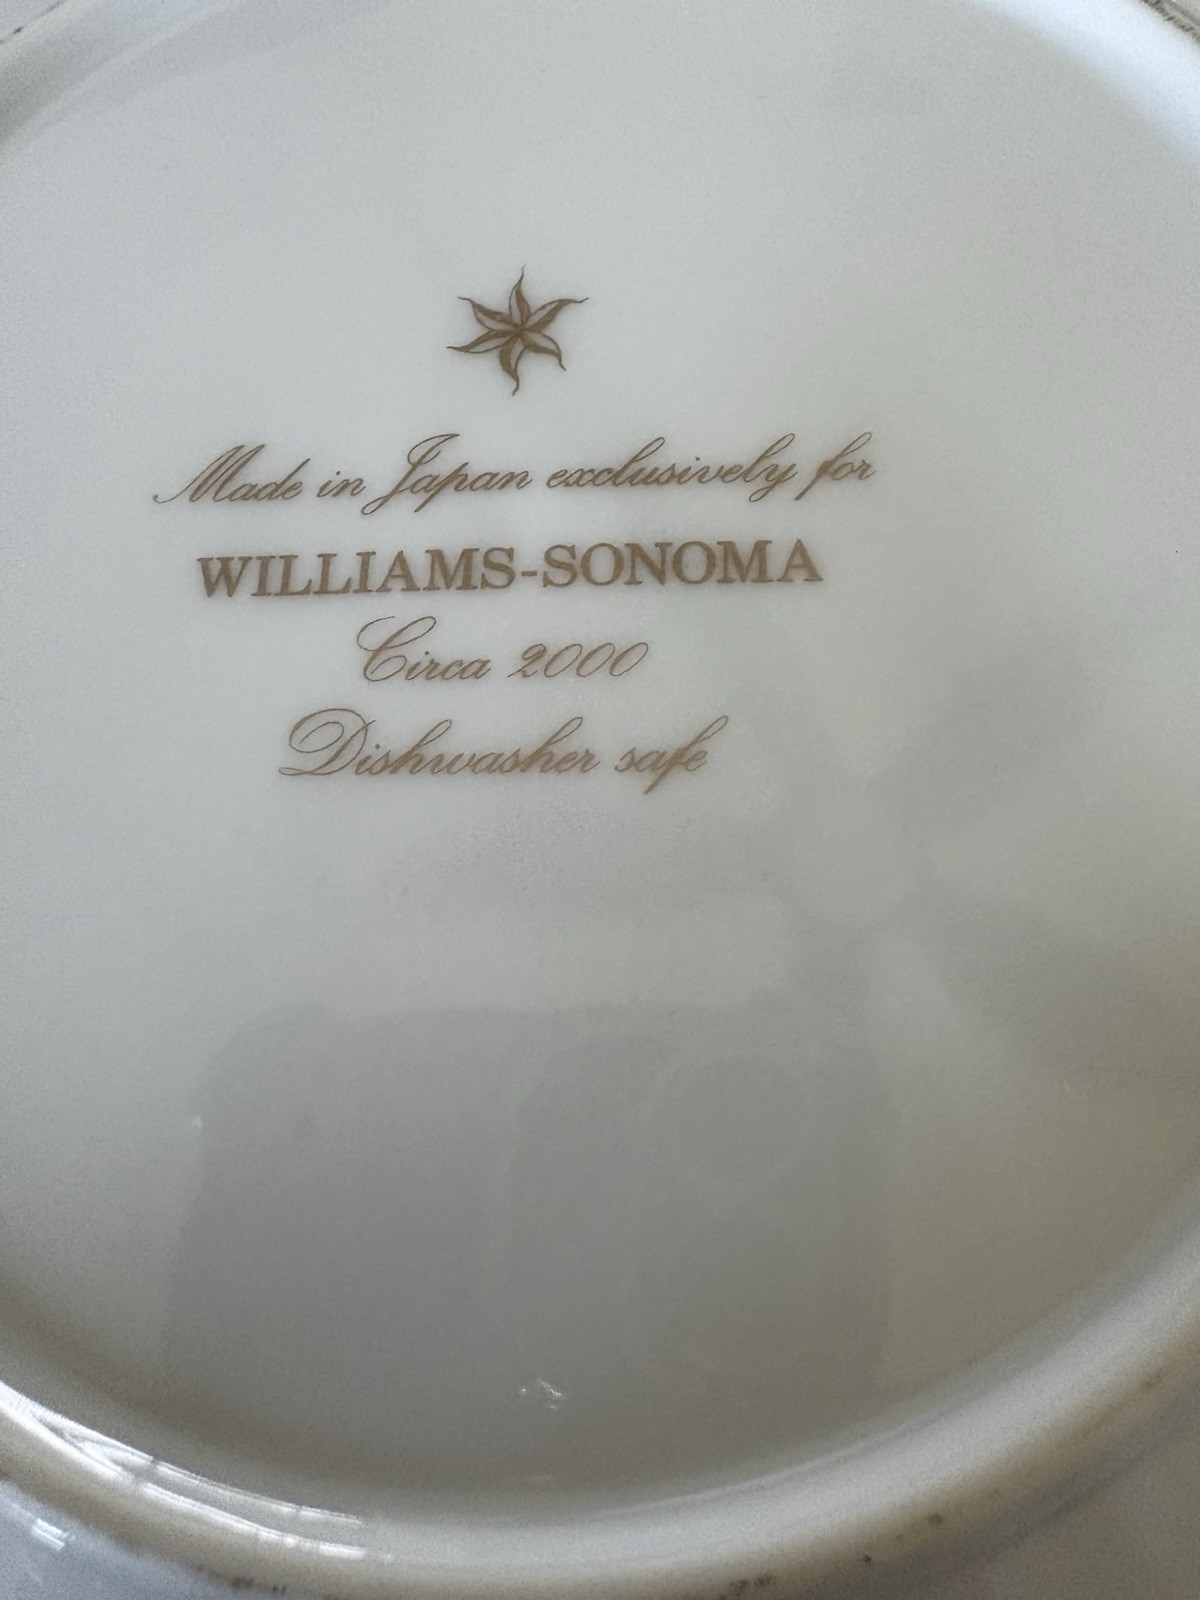 Made in Japan exclusively for
WILLIAMS-SONOMA
Circa 2000
Dishwasher safe